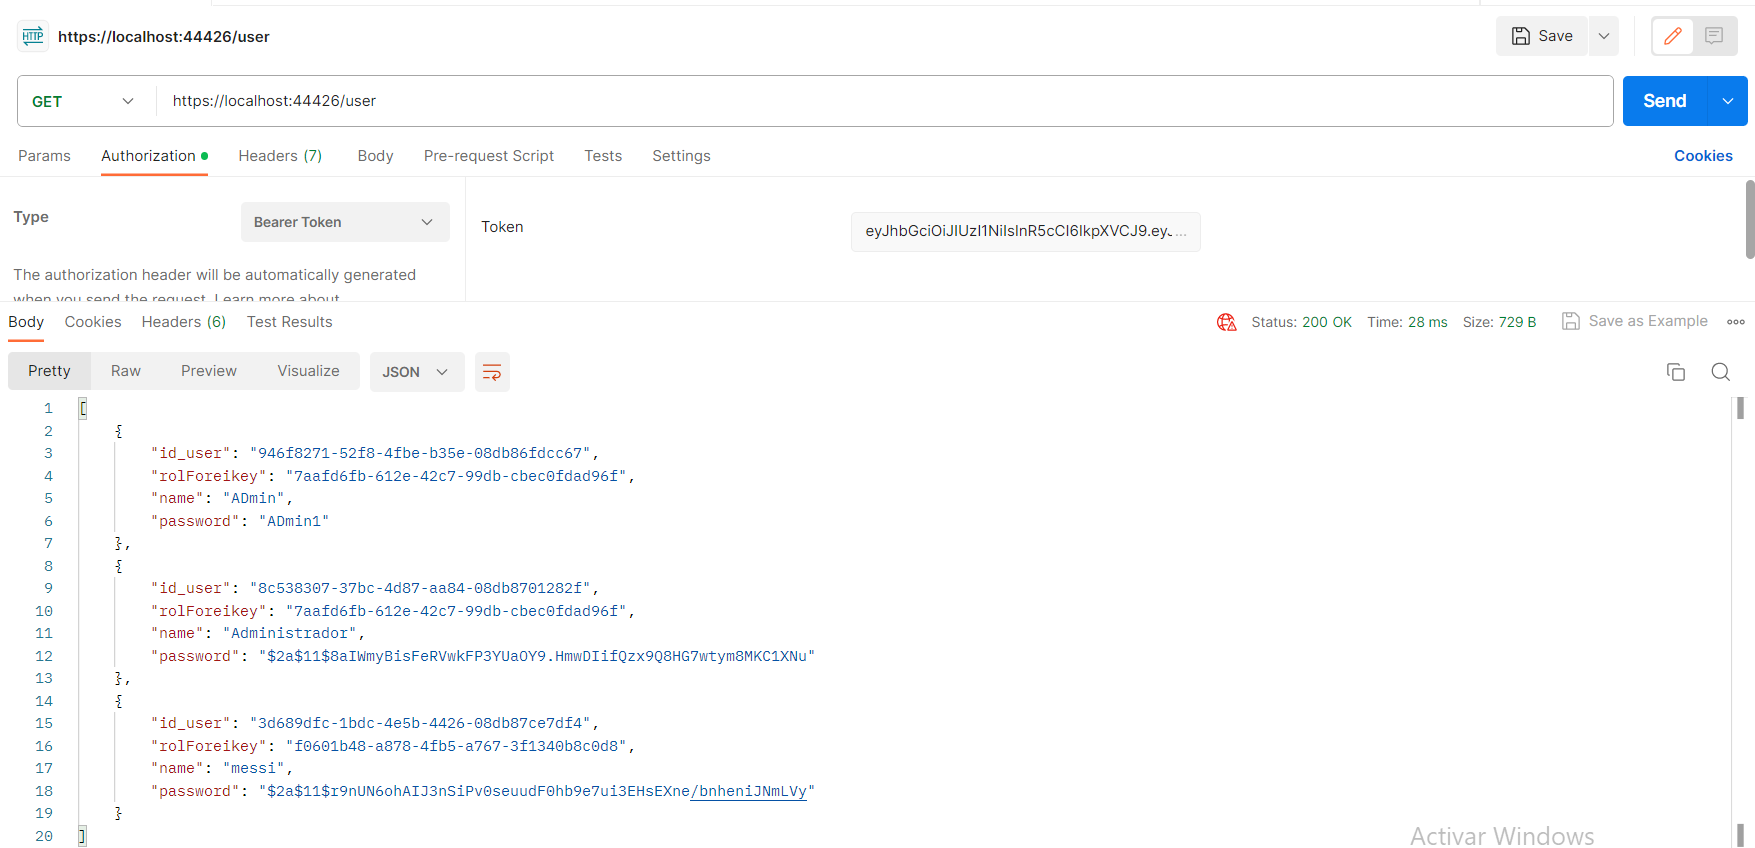 HTTP https://localhost:44426/user Save
GET https://localhost:44426/user Send
Params Authorization Headers (7) Body Pre-request Script Tests Settings Cookies
Type Bearer Token Token eyJhbGciOiJIUzI1NiIsInR5cCI6IkpXVCJ9.eyJ...
The authorization header will be automatically generated
when you send the request. Learn more about
Body Cookies Headers (6) Test Results Status: 200 OK Time: 28 ms Size: 729 B Save as Example
Pretty Raw Preview Visualize JSON
1 [
2 {
3 "id_user": "946f8271-52f8-4fbe-b35e-08db86fdcc67",
4 "rolForeikey": "7aafd6fb-612e-42c7-99db-cbec0fdad96f",
5 "name": "ADmin",
6 "password": "ADmin1"
7 },
8 {
9 "id_user": "8c538307-37bc-4d87-aa84-08db8701282f",
10 "rolForeikey": "7aafd6fb-612e-42c7-99db-cbec0fdad96f",
11 "name": "Administrador",
12 "password": "$2a$11$8aIWmyBisFeRVwkFP3YUaOY9.HmwDIifQzx9Q8HG7wtym8MKC1XNu"
13 },
14 {
15 "id_user": "3d689dfc-1bdc-4e5b-4426-08db87ce7df4",
16 "rolForeikey": "f0601b48-a878-4fb5-a767-3f1340b8c0d8",
17 "name": "messi",
18 "password": "$2a$11$r9nUN6ohAIJ3nSiPv0seuudF0hb9e7ui3EHsEXne/bnheniJNmLVy"
19 }
20 ]
Activar Windows